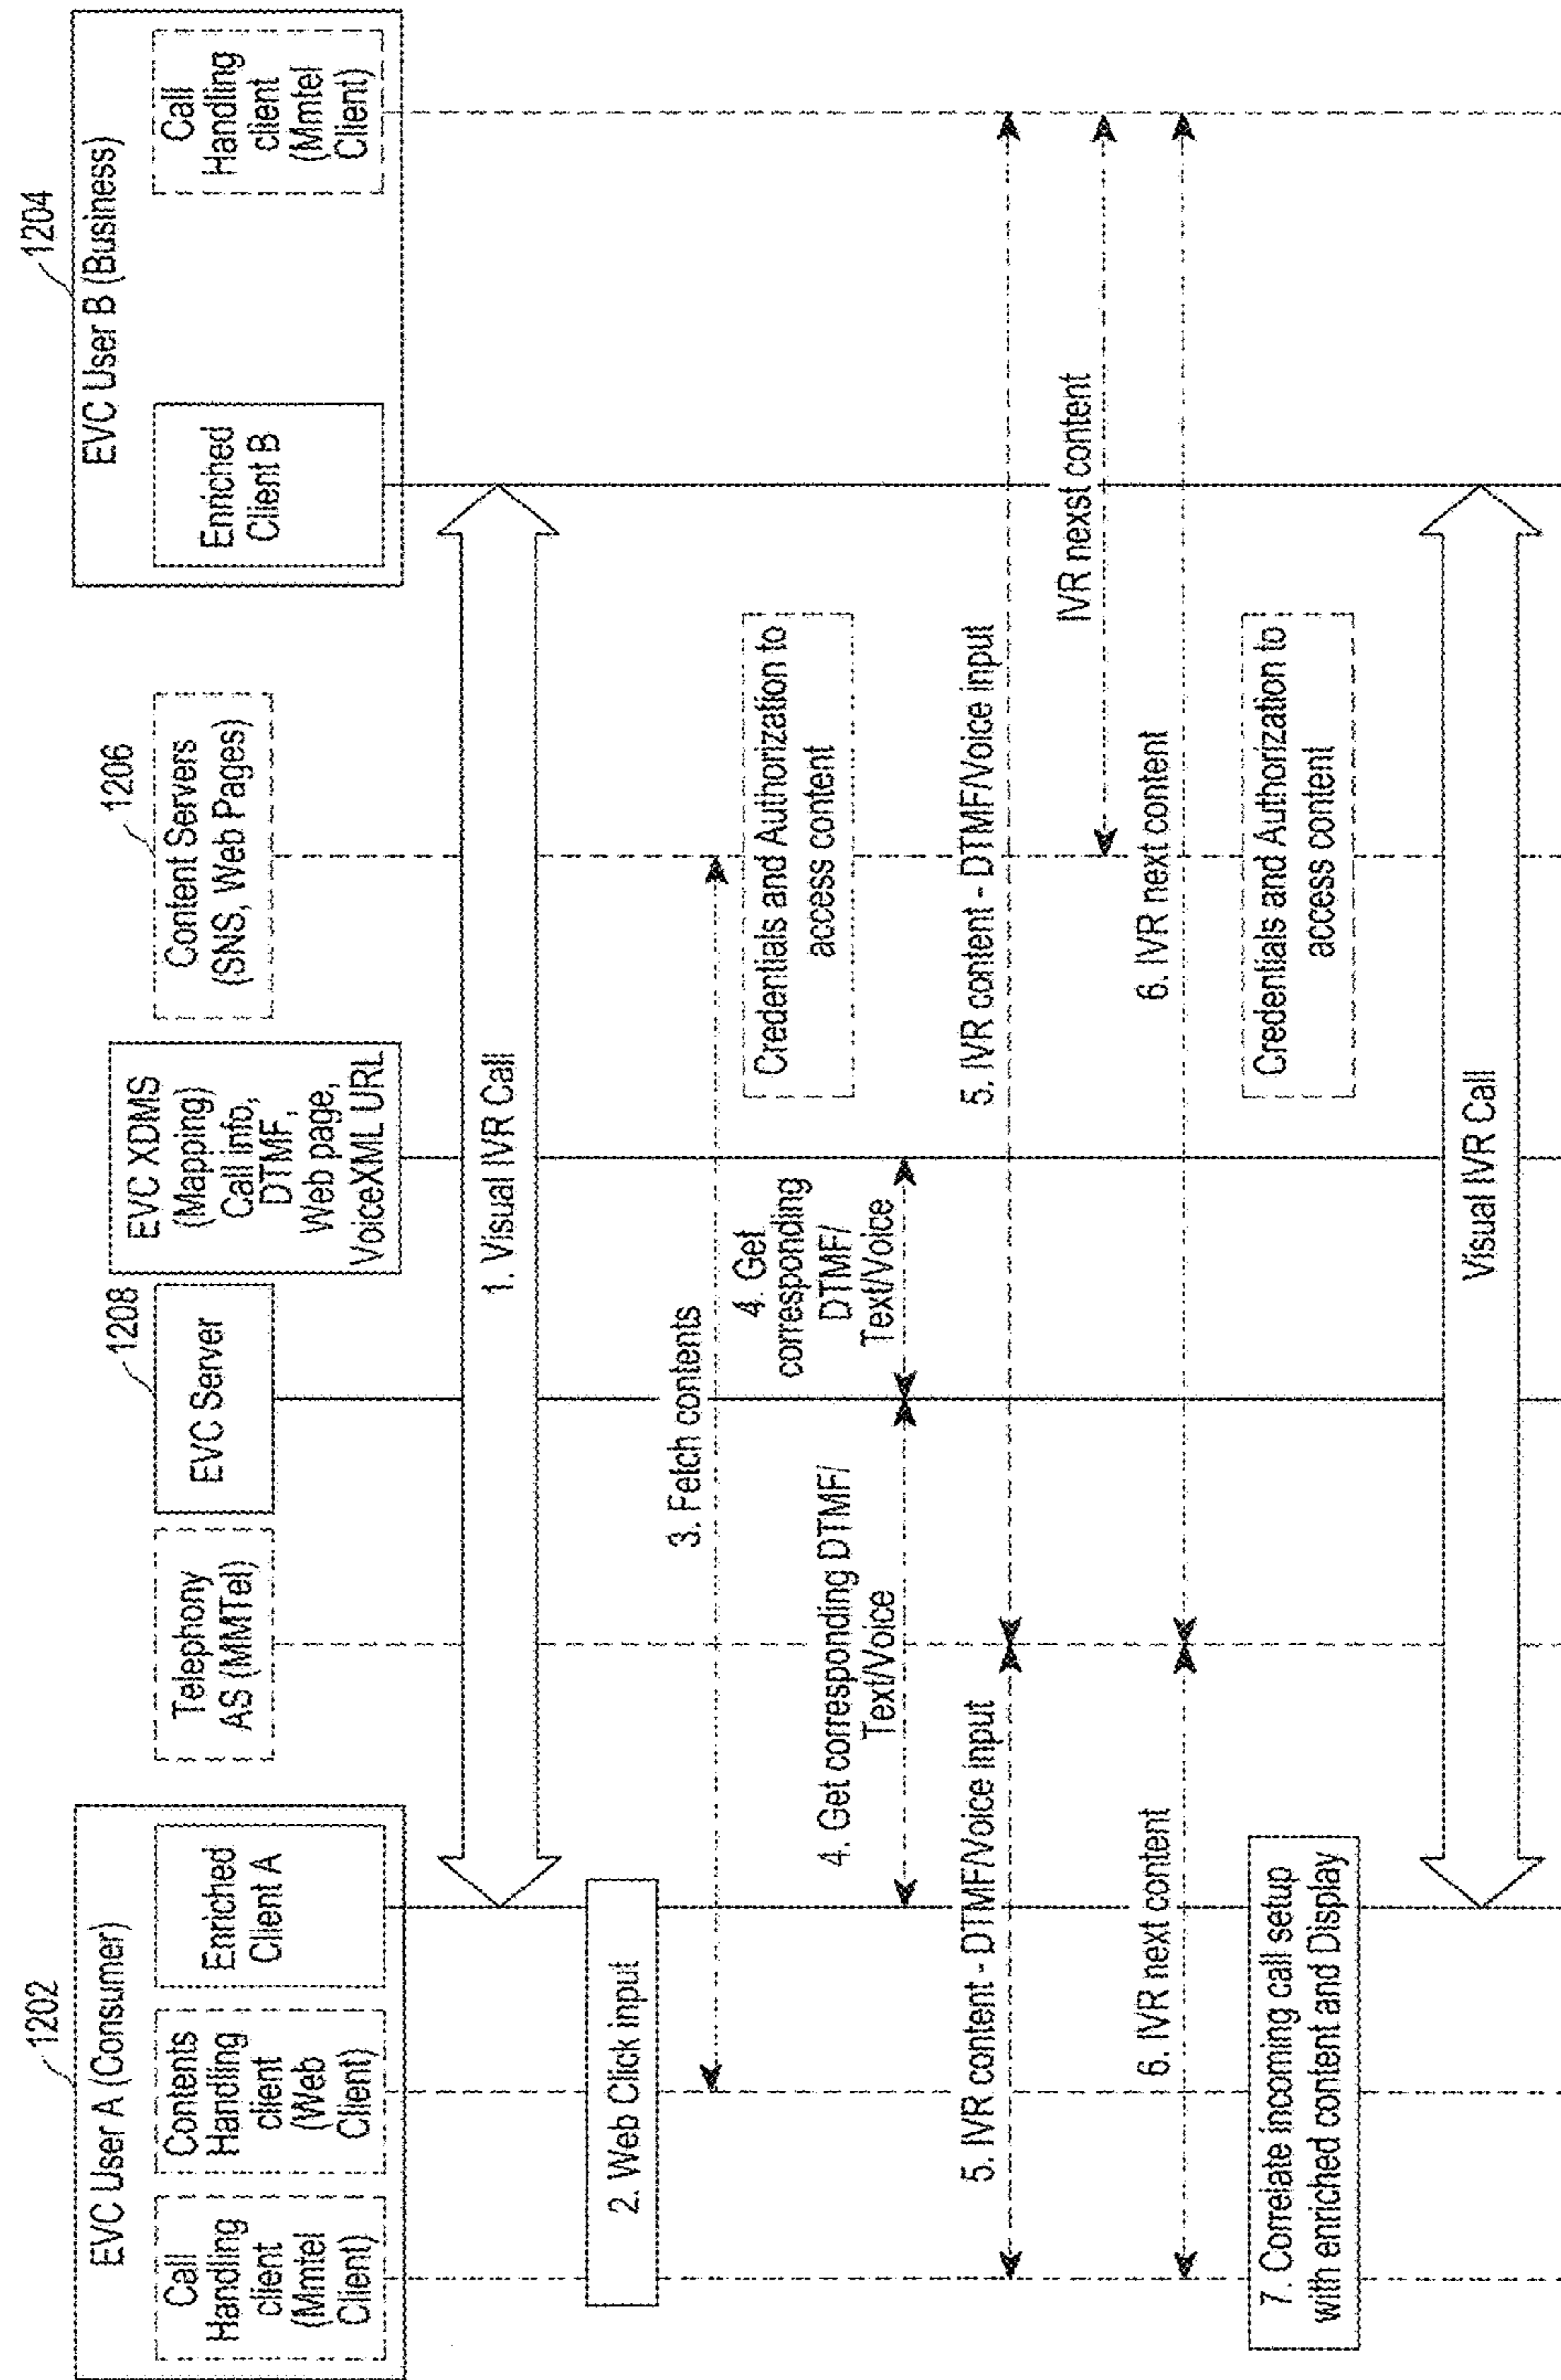 1202
EVC User A (Consumer)
Call
Handling
client
(Mmtel
Client)
Contents
Handling
client
(Web
Client)
Enriched
Client A
Telephony
AS (MMTel)
1208
EVC Server
EVC XDMS
(Mapping)
Call info,
DTMF,
Web page,
VoiceXML URL
1206
Content Servers
(SNS, Web Pages)
1204
EVC User B (Business)
Enriched
Client B
Call
Handling
client
(Mmtel
Client)
1. Visual IVR Call
2. Web Click input
3. Fetch contents
Credentials and Authorization to
access content
4. Get corresponding DTMF/
Text/Voice
4. Get
corresponding
DTMF/
Text/Voice
5. IVR content - DTMF/Voice input
5. IVR content - DTMF/Voice input
IVR nexst content
6. IVR next content
6. IVR next content
7. Correlate incoming call setup
with enriched content and Display
Credentials and Authorization to
access content
Visual IVR Call